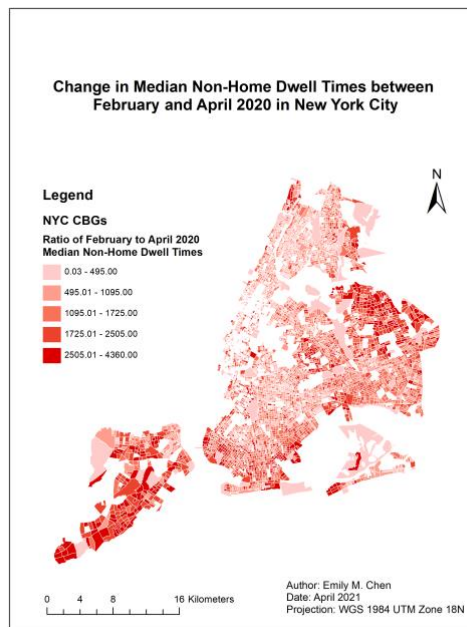 Change in Median Non-Home Dwell Times between
February and April 2020 in New York City
N
Legend
NYC CBGs
Ratio of February to April 2020
Median Non-Home Dwell Times
0.03 - 495.00
495.01 - 1095.00
1095.01 - 1725.00
1725.01 - 2505.00
2505.01 - 4360.00
0 4 8 16 Kilometers
Author: Emily M. Chen
Date: April 2021
Projection: WGS 1984 UTM Zone 18N